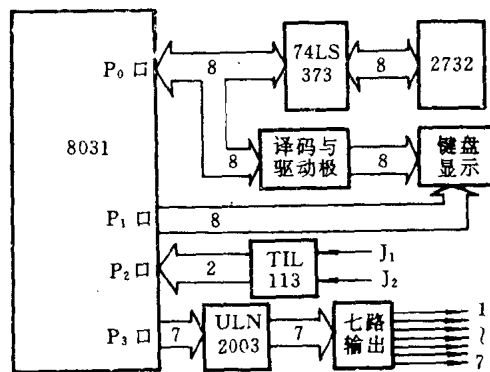 8031
P₀ 口
8
74LS
373
8
2732
8
译码与
驱动极
8
键盘
显示
P₁ 口
8
P₂ 口
2
TIL
113
J₁
J₂
P₃ 口
7
ULN
2003
7
七路
输出
1
~
7